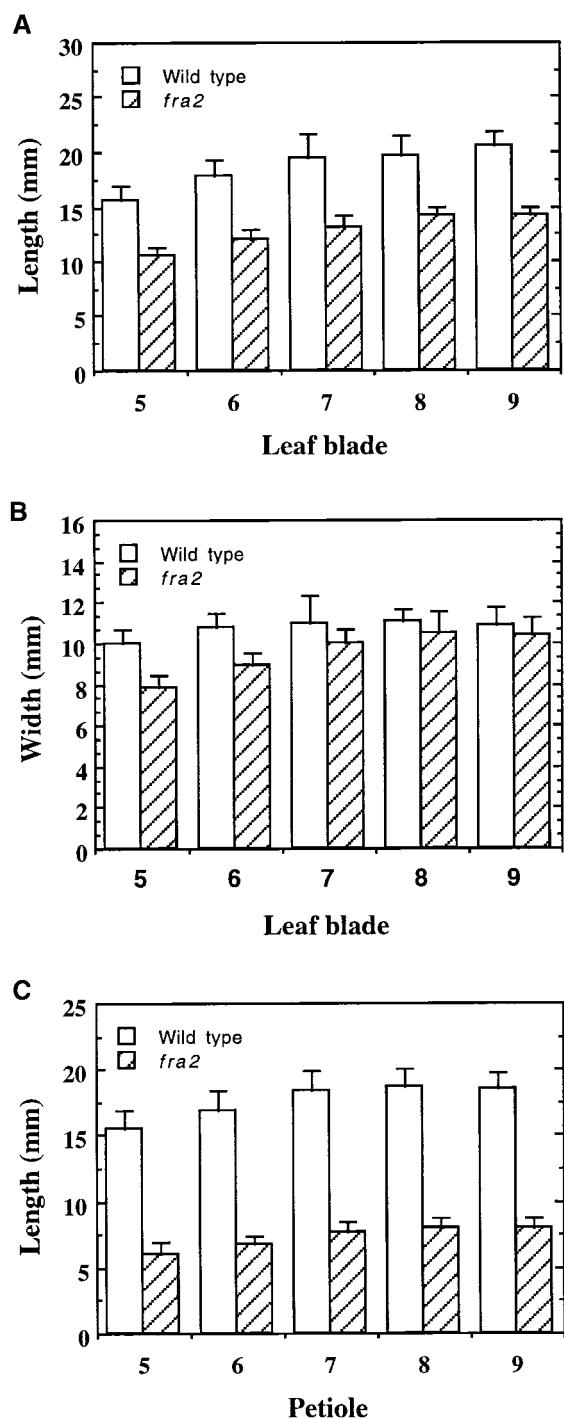 A
30
25
20
15
10
5
0
Length (mm)
Wild type
fra2
5 6 7 8 9
Leaf blade
B
16
14
12
10
8
6
4
2
0
Width (mm)
Wild type
fra2
5 6 7 8 9
Leaf blade
C
25
20
15
10
5
0
Length (mm)
Wild type
fra2
5 6 7 8 9
Petiole